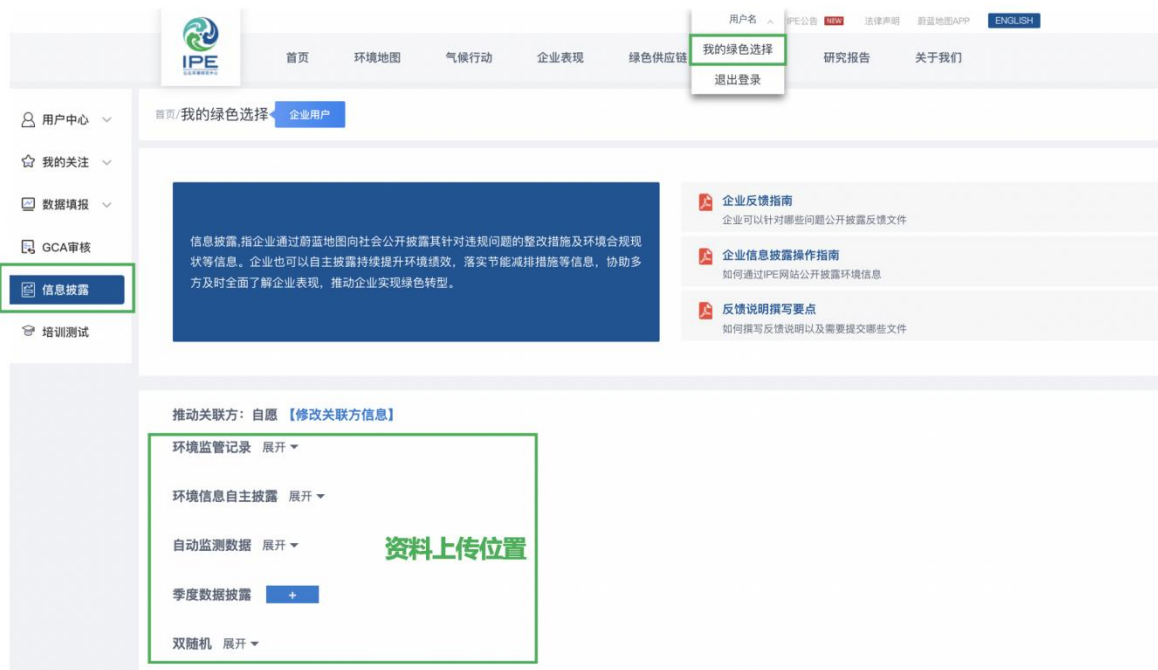 用户名
IPE公告 NEW
法律声明
蔚蓝地图APP
ENGLISH
IPE
首页
环境地图
气候行动
企业表现
绿色供应链
我的绿色选择
研究报告
关于我们
退出登录
用户中心
我的关注
数据填报
GCA审核
信息披露
培训测试
首页/我的绿色选择
企业用户
信息披露,指企业通过蔚蓝地图向社会公开披露其针对违规问题的整改措施及环境合规现
状等信息。企业也可以自主披露持续提升环境绩效，落实节能减排措施等信息，协助多
方及时全面了解企业表现，推动企业实现绿色转型。
企业反馈指南
企业可以针对哪些问题公开披露反馈文件
企业信息披露操作指南
如何通过IPE网站公开披露环境信息
反馈说明撰写要点
如何撰写反馈说明以及需要提交哪些文件
推动关联方：自愿 【修改关联方信息】
环境监管记录 展开
环境信息自主披露 展开
自动监测数据 展开
资料上传位置
季度数据披露 +
双随机 展开